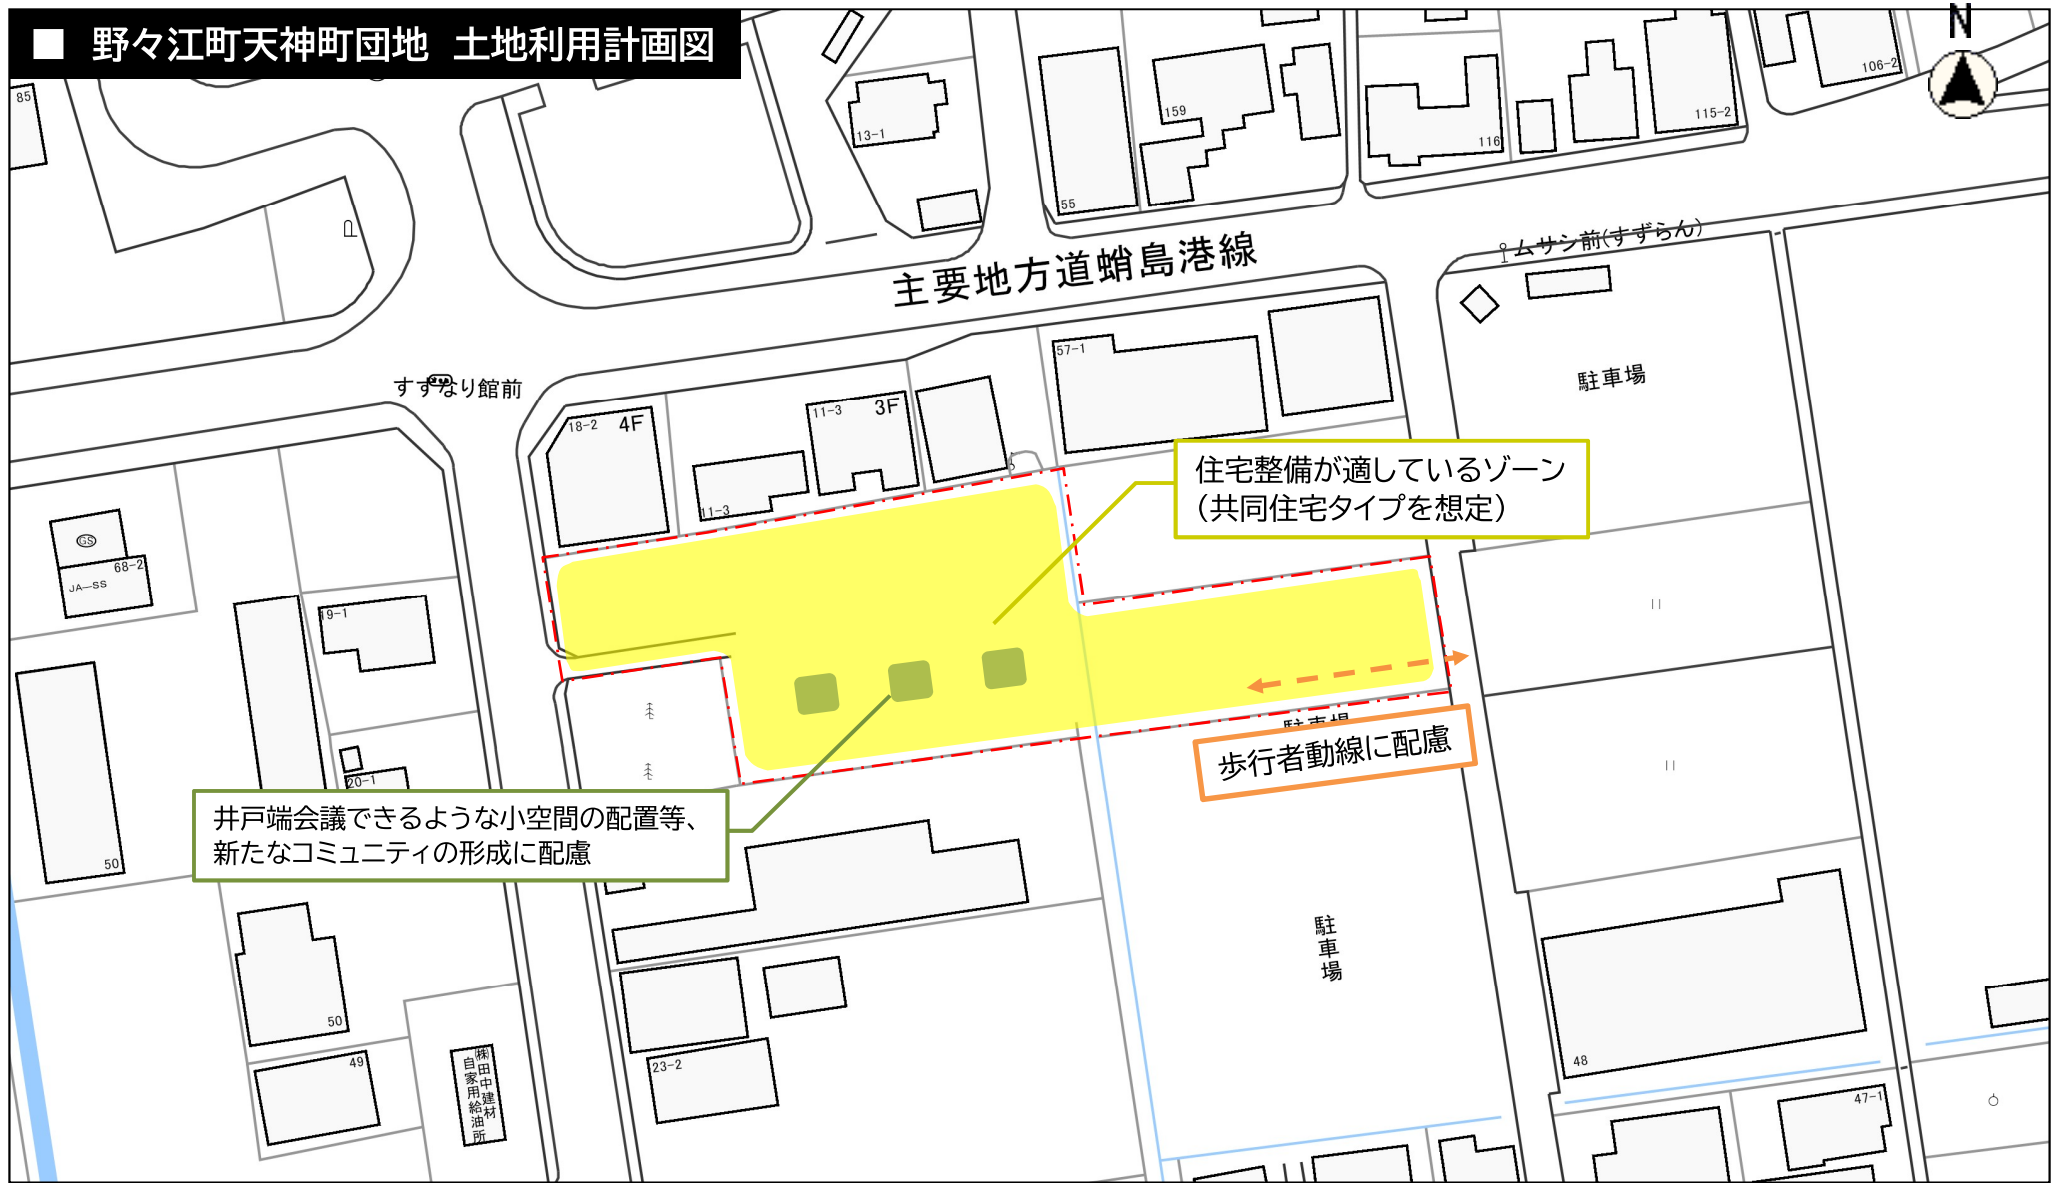 ■ 野々江町天神町団地 土地利用計画図
N
85
13-1
159
55
116
115-2
106-2
P
主要地方道蛸島港線
ムサシ前(すずらん)
すずなり館前
57-1
駐車場
18-2 4F
11-3 3F
11-3
住宅整備が適しているゾーン
(共同住宅タイプを想定)
GS
68-2
JA-SS
19-1
駐車場
歩行者動線に配慮
20-1
井戸端会議できるような小空間の配置等、
新たなコミュニティの形成に配慮
50
駐車場
50
49
㈱田中建材
自家用給油所
23-2
48
47-1